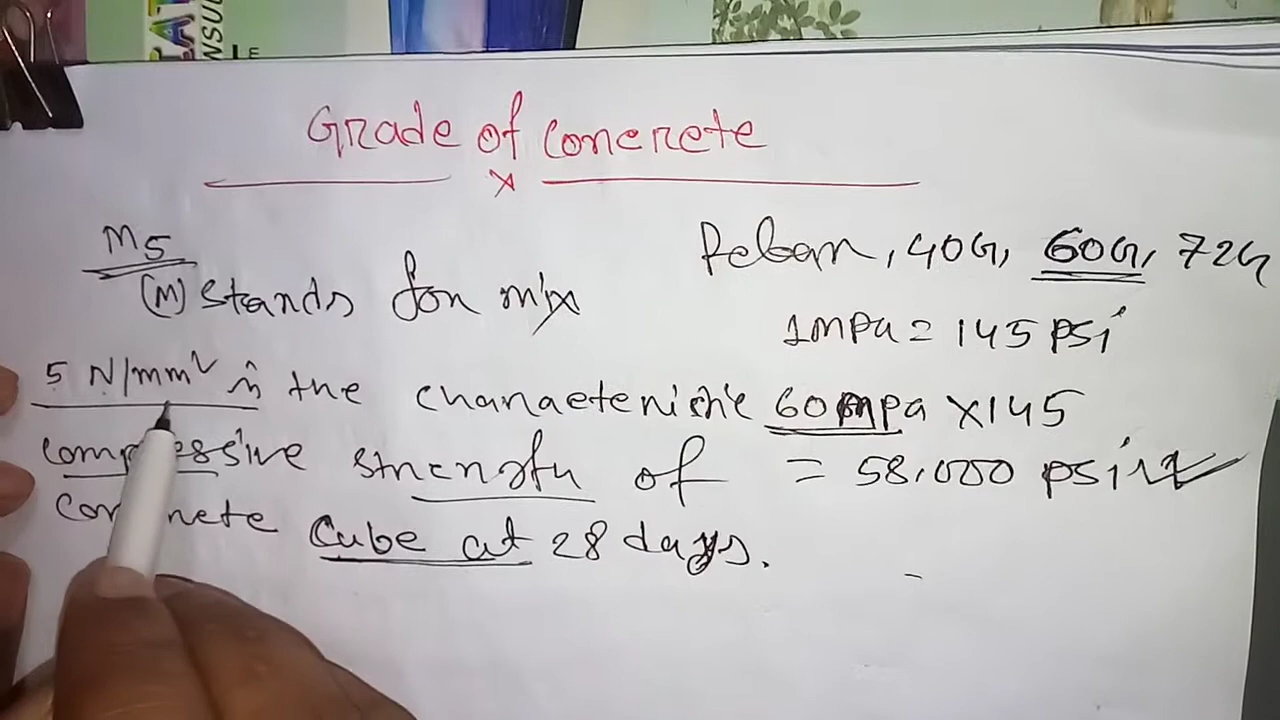 Grade of concrete
x
M5
(M) stands for mix
5 N/mm² is the characteristic
compressive strength of
concrete cube at 28 days.
Rebar, 40G, 60G, 72G
1mpa = 145 psi
60mpa x 145
= 58,000 psi